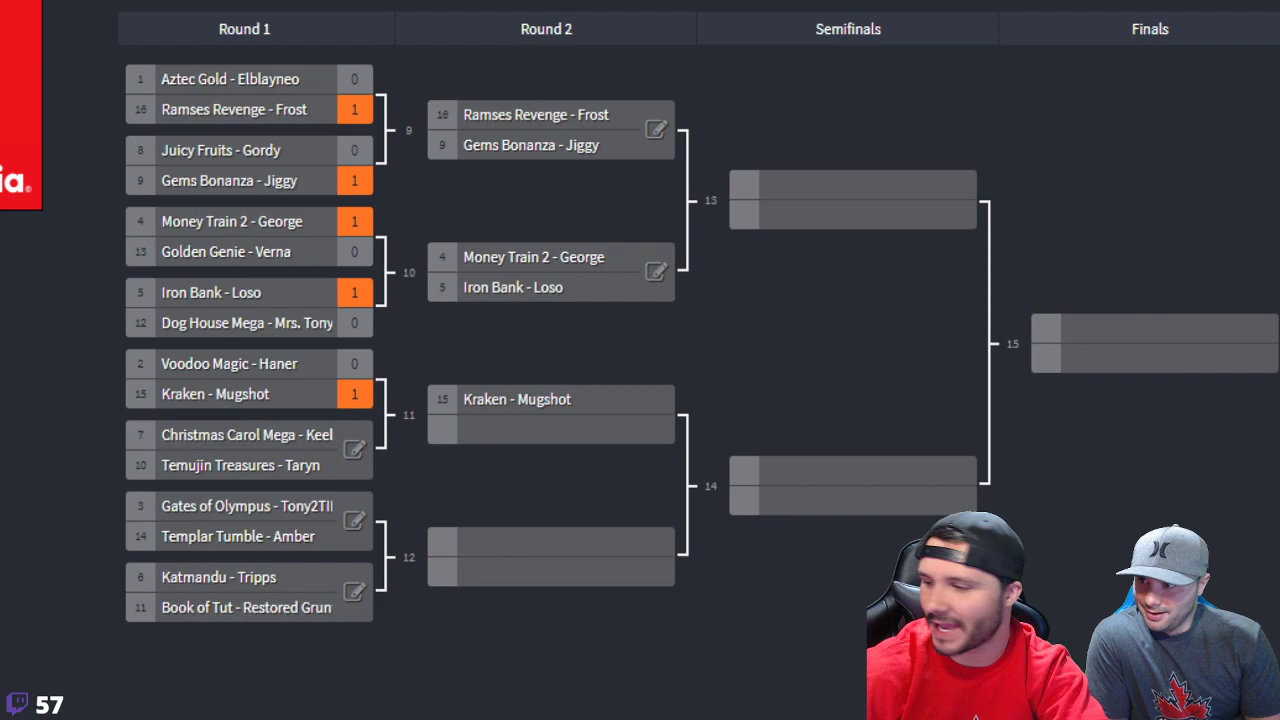 Round 1
Round 2
Semifinals
Finals
1 Aztec Gold - Elblayneo 0
16 Ramses Revenge - Frost 1
8 Juicy Fruits - Gordy 0
9 Gems Bonanza - Jiggy 1
4 Money Train 2 - George 1
13 Golden Genie - Verna 0
5 Iron Bank - Loso 1
12 Dog House Mega - Mrs. Tony 0
2 Voodoo Magic - Haner 0
15 Kraken - Mugshot 1
7 Christmas Carol Mega - Keel
10 Temujin Treasures - Taryn
3 Gates of Olympus - Tony2TII
14 Templar Tumble - Amber
6 Katmandu - Tripps
11 Book of Tut - Restored Grun
9
10
11
12
16 Ramses Revenge - Frost
9 Gems Bonanza - Jiggy
4 Money Train 2 - George
5 Iron Bank - Loso
15 Kraken - Mugshot
13
14
15
ia®
57